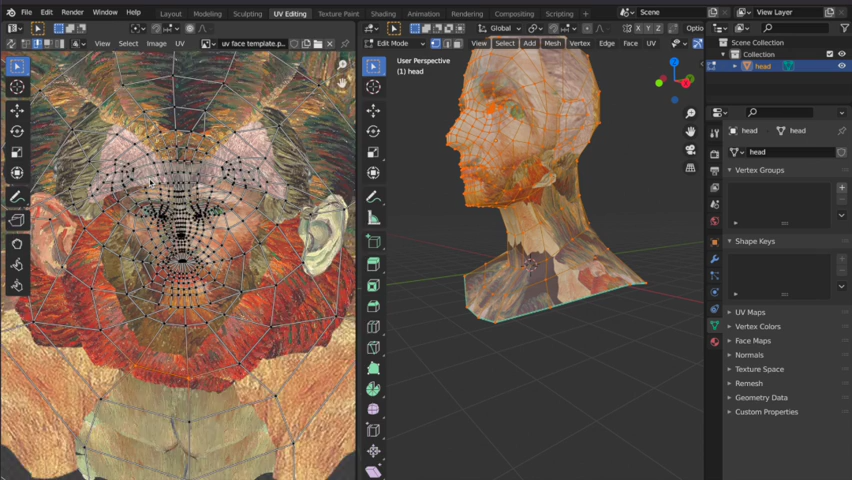 File Edit Render Window Help Layout Modeling Sculpting UV Editing Texture Paint Shading Animation Rendering Compositing Scripting Scene View Layer
Global X Y Z Optio
View Select Image UV uv face template.p... Edit Mode View Select Add Mesh Vertex Edge Face UV
Scene Collection
Collection
head
User Perspective
(1) head
Z
head head
head
Vertex Groups
Shape Keys
UV Maps
Vertex Colors
Face Maps
Normals
Texture Space
Remesh
Geometry Data
Custom Properties